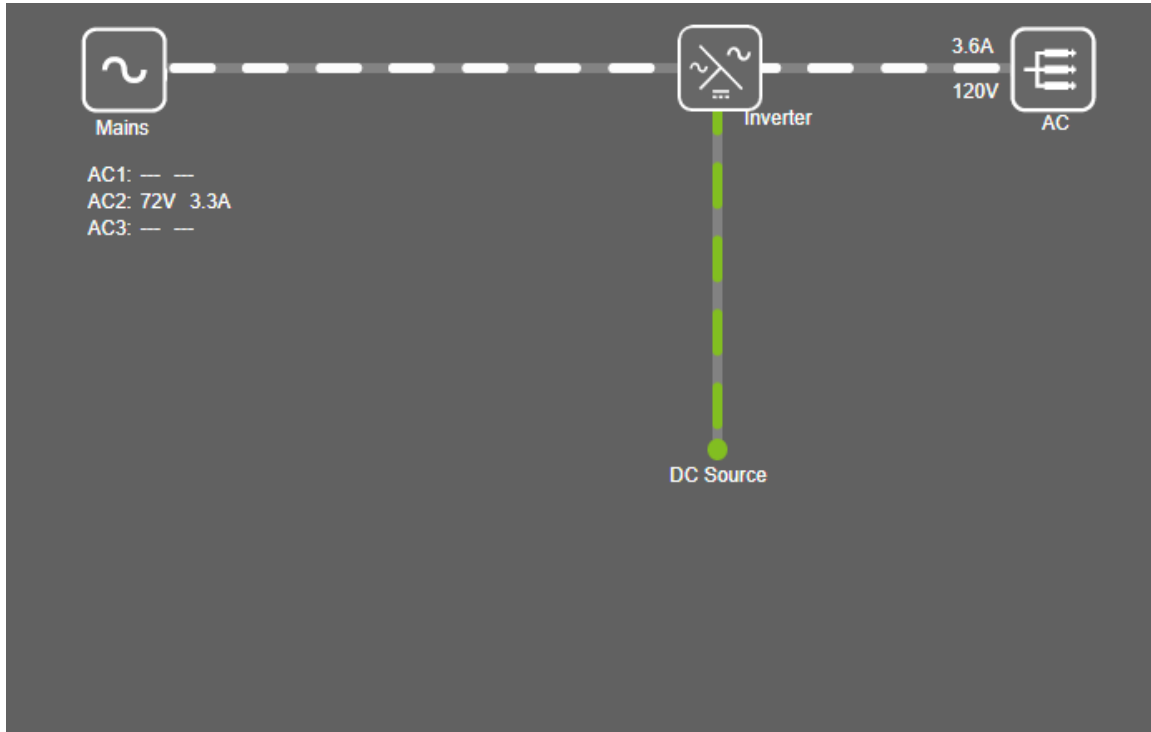 3.6A
120V
Mains
Inverter
AC
AC1: --- ---
AC2: 72V 3.3A
AC3: --- ---
DC Source